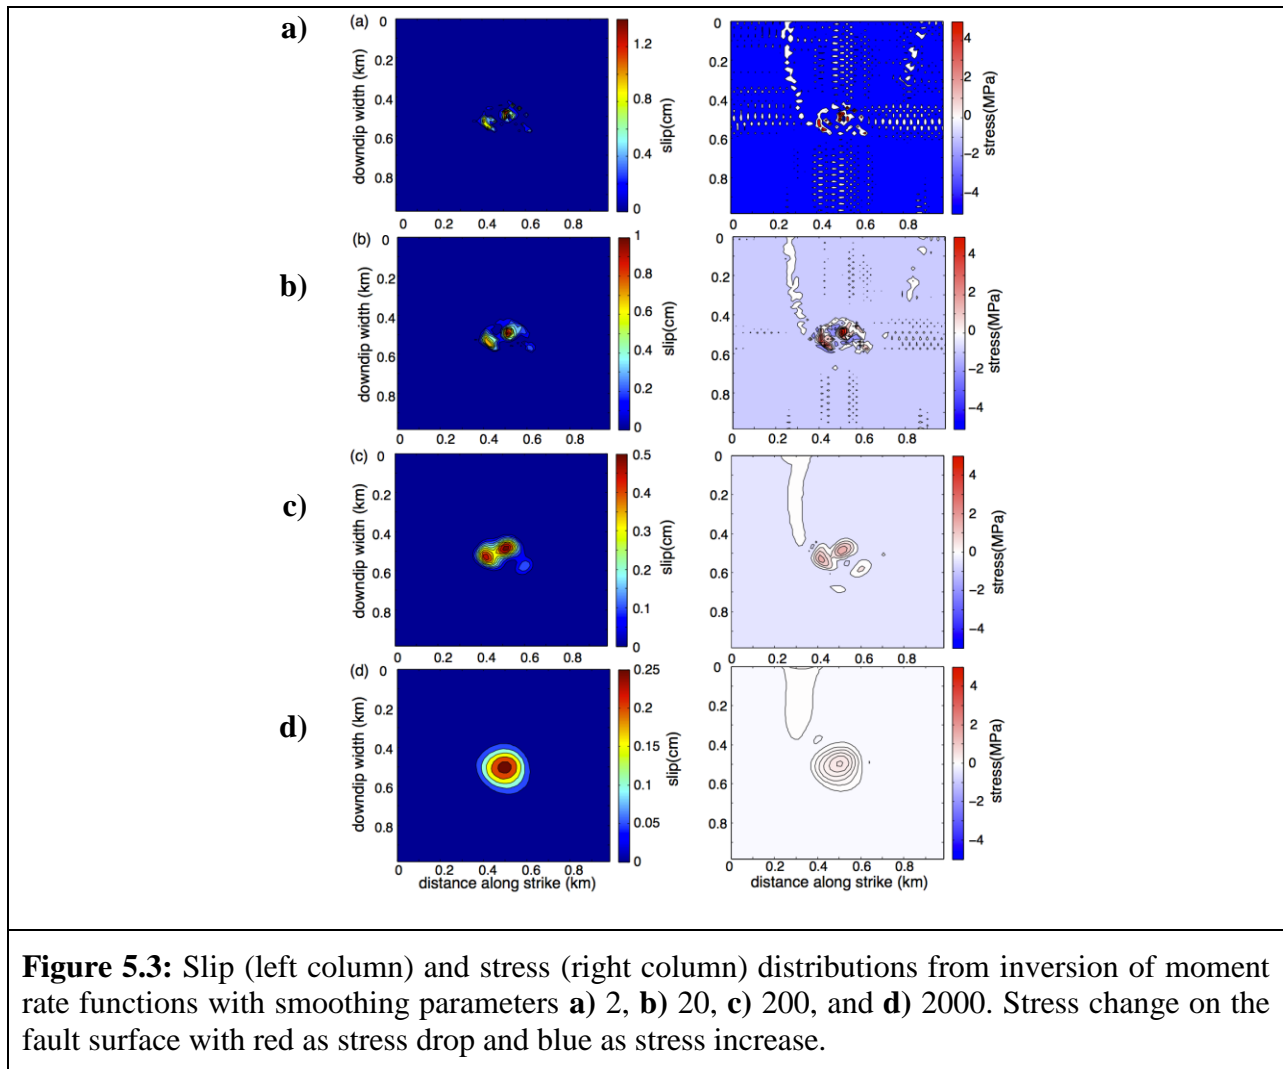 a)
(a)
0
0.2
0.4
0.6
0.8
downdip width (km)
0 0.2 0.4 0.6 0.8
1.2
0.8
0.4
0
slip(cm)
0
0.2
0.4
0.6
0.8
0 0.2 0.4 0.6 0.8
4
2
0
−2
−4
stress(MPa)
b)
(b)
0
0.2
0.4
0.6
0.8
downdip width (km)
0 0.2 0.4 0.6 0.8
1
0.8
0.6
0.4
0.2
0
slip(cm)
0
0.2
0.4
0.6
0.8
0 0.2 0.4 0.6 0.8
4
2
0
−2
−4
stress(MPa)
c)
(c)
0
0.2
0.4
0.6
0.8
downdip width (km)
0 0.2 0.4 0.6 0.8
0.5
0.4
0.3
0.2
0.1
0
slip(cm)
0
0.2
0.4
0.6
0.8
0 0.2 0.4 0.6 0.8
4
2
0
−2
−4
stress(MPa)
d)
(d)
0
0.2
0.4
0.6
0.8
downdip width (km)
0 0.2 0.4 0.6 0.8
distance along strike (km)
0.25
0.2
0.15
0.1
0.05
0
slip(cm)
0
0.2
0.4
0.6
0.8
0 0.2 0.4 0.6 0.8
distance along strike (km)
4
2
0
−2
−4
stress(MPa)
Figure 5.3: Slip (left column) and stress (right column) distributions from inversion of moment
rate functions with smoothing parameters a) 2, b) 20, c) 200, and d) 2000. Stress change on the
fault surface with red as stress drop and blue as stress increase.